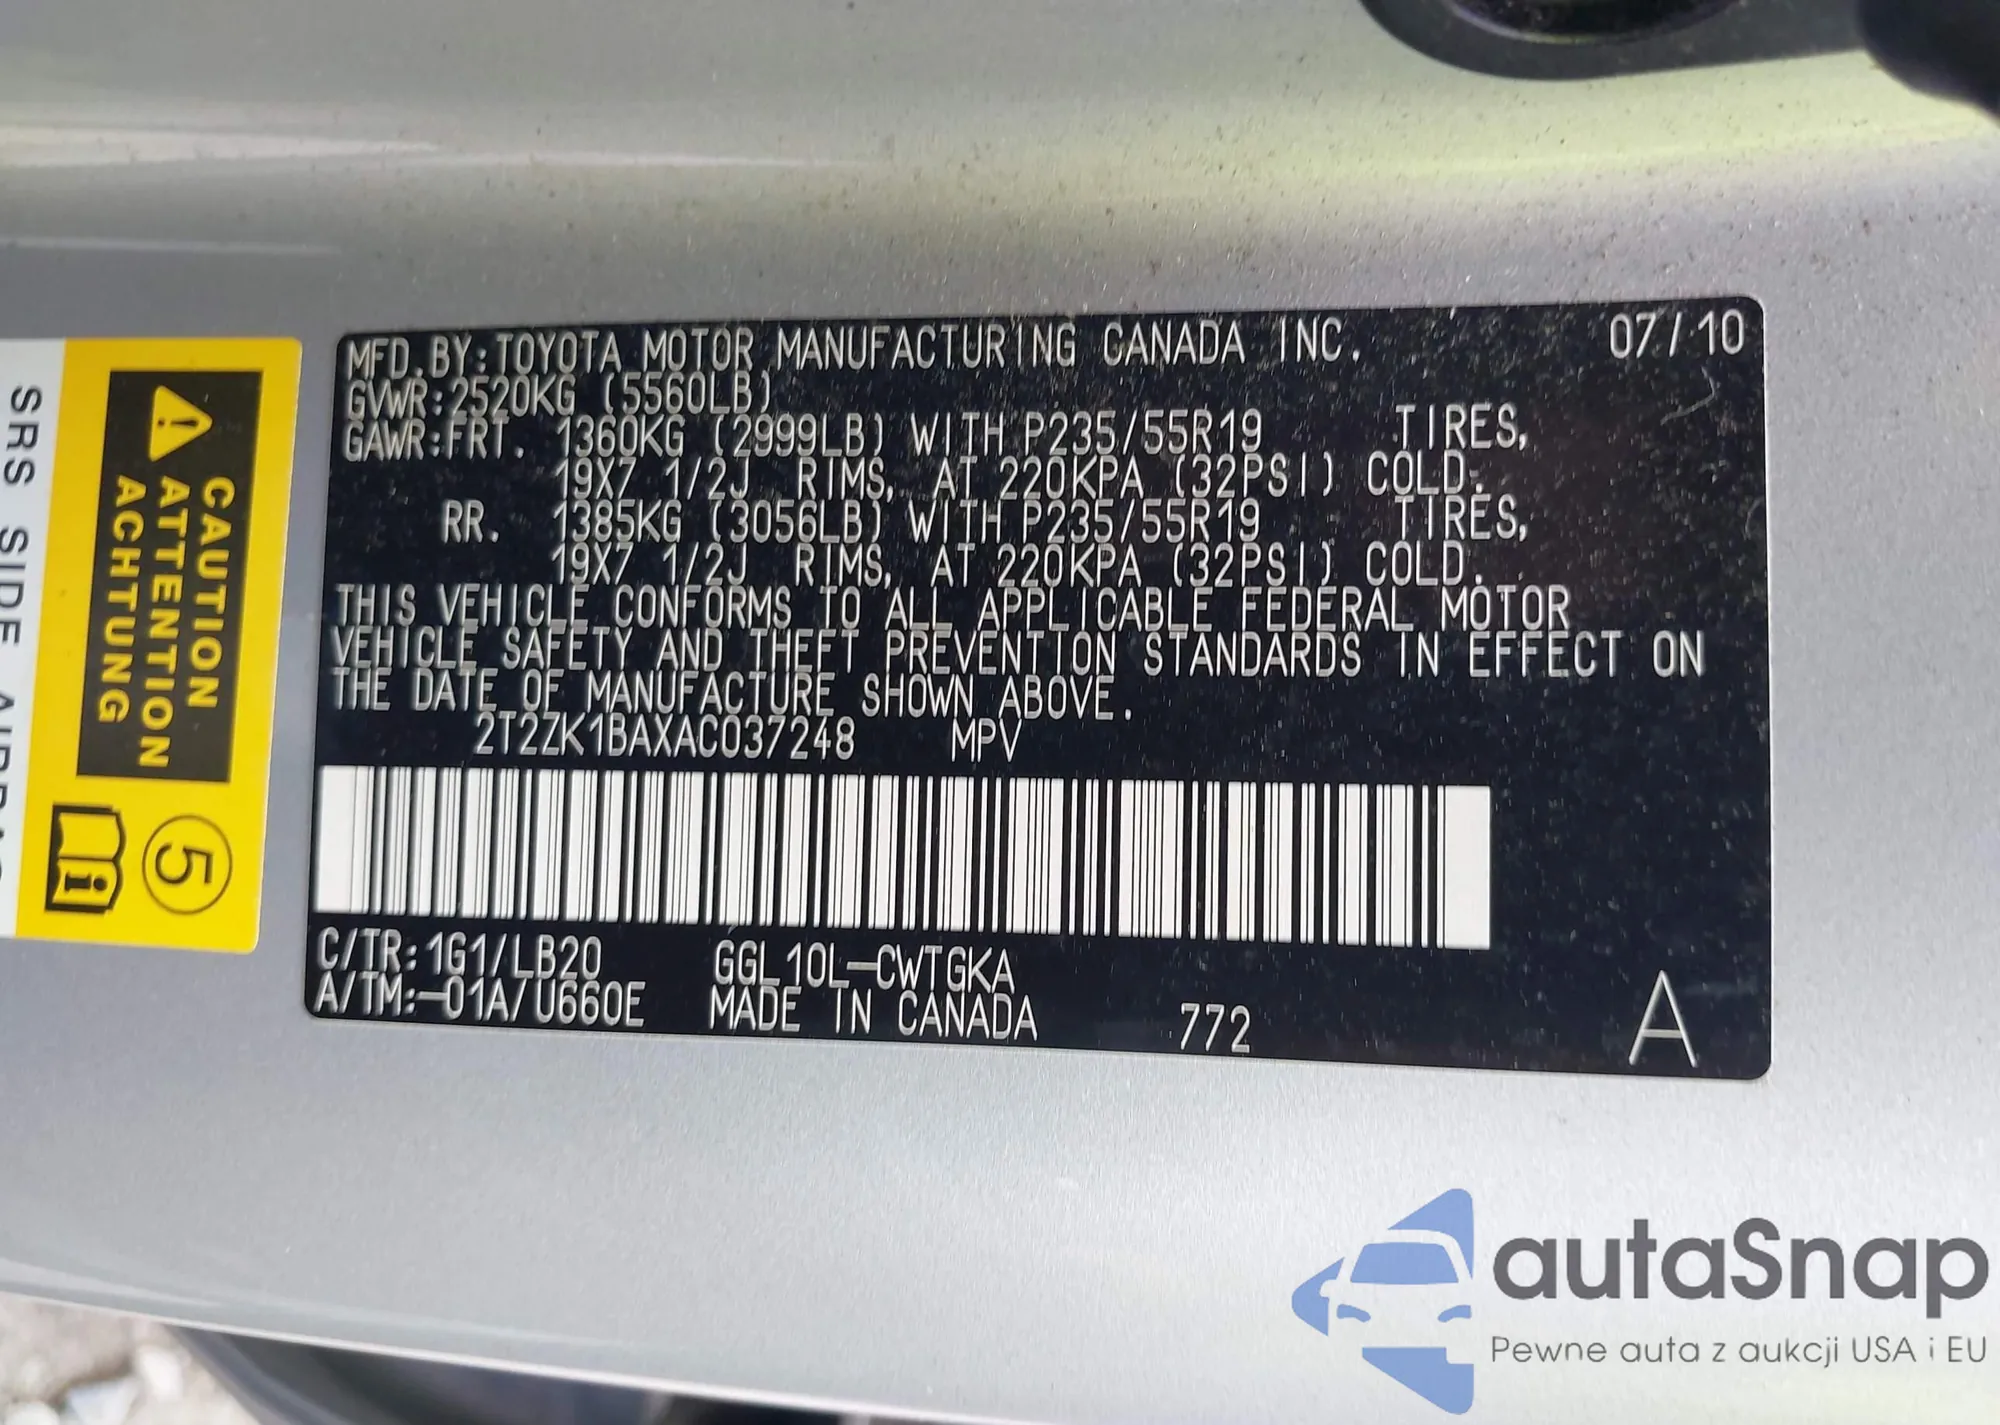 MFD.BY:TOYOTA MOTOR MANUFACTURING CANADA INC. 07/10
GVWR:2520KG (5560LB)
GAWR:FRT. 1360KG (2999LB) WITH P235/55R19 TIRES,
19X7 1/2J RIMS, AT 220KPA (32PSI) COLD.
RR. 1385KG (3056LB) WITH P235/55R19 TIRES,
19X7 1/2J RIMS, AT 220KPA (32PSI) COLD.
THIS VEHICLE CONFORMS TO ALL APPLICABLE FEDERAL MOTOR
VEHICLE SAFETY AND THEFT PREVENTION STANDARDS IN EFFECT ON
THE DATE OF MANUFACTURE SHOWN ABOVE.
2T2ZK1BAXAC037248 MPV
C/TR:1G1/LB20 GGL10L-CWTGKA
A/TM:-01A/U660E MADE IN CANADA 772 A
CAUTION
ATTENTION
ACHTUNG
5
SRS SIDE
autaSnap
Pewne auta z aukcji USA i EU